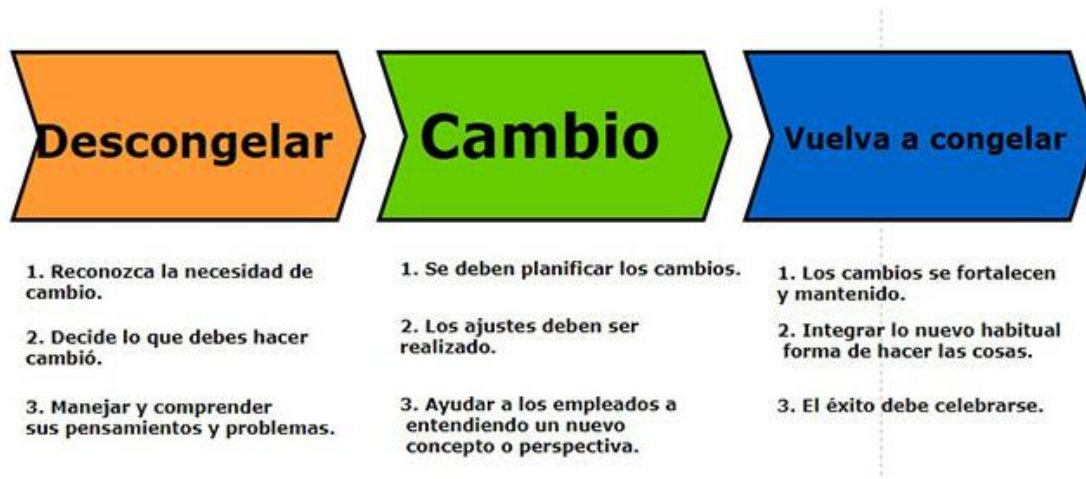 Descongelar
Cambio
Vuelva a congelar
1. Reconozca la necesidad de
cambio.
2. Decide lo que debes hacer
cambió.
3. Manejar y comprender
sus pensamientos y problemas.
1. Se deben planificar los cambios.
2. Los ajustes deben ser
realizado.
3. Ayudar a los empleados a
entendiendo un nuevo
concepto o perspectiva.
1. Los cambios se fortalecen
y mantenido.
2. Integrar lo nuevo habitual
forma de hacer las cosas.
3. El éxito debe celebrarse.